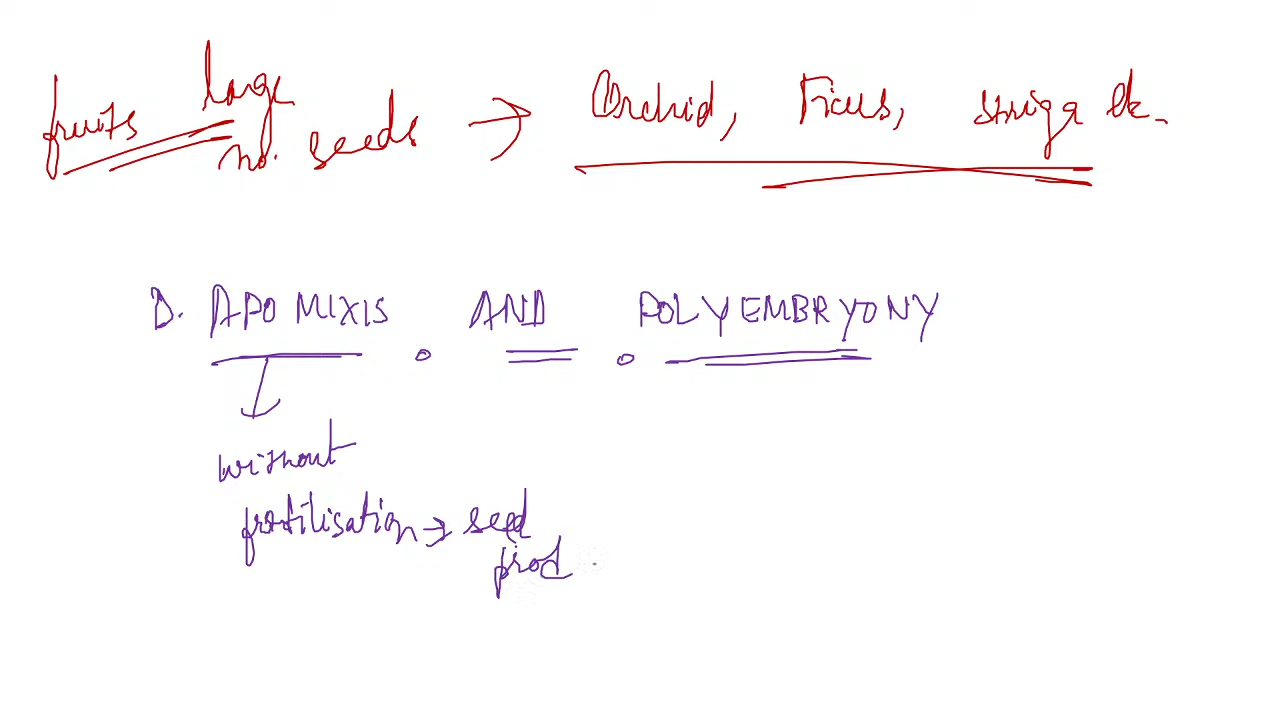 fruits large no. seeds → Orchid, Ficus, striga etc.
D. APOMIXIS AND POLYEMBRYONY
without
fertilisation → seed
prod